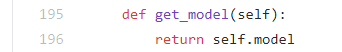 195 def get_model(self):
196 return self.model